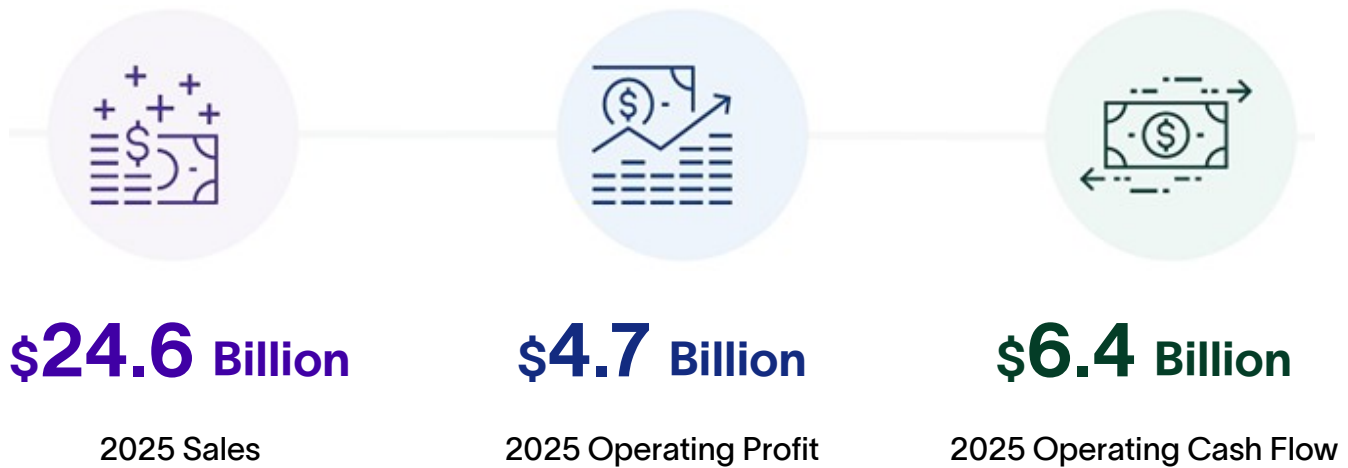 $24.6 Billion
2025 Sales
$4.7 Billion
2025 Operating Profit
$6.4 Billion
2025 Operating Cash Flow